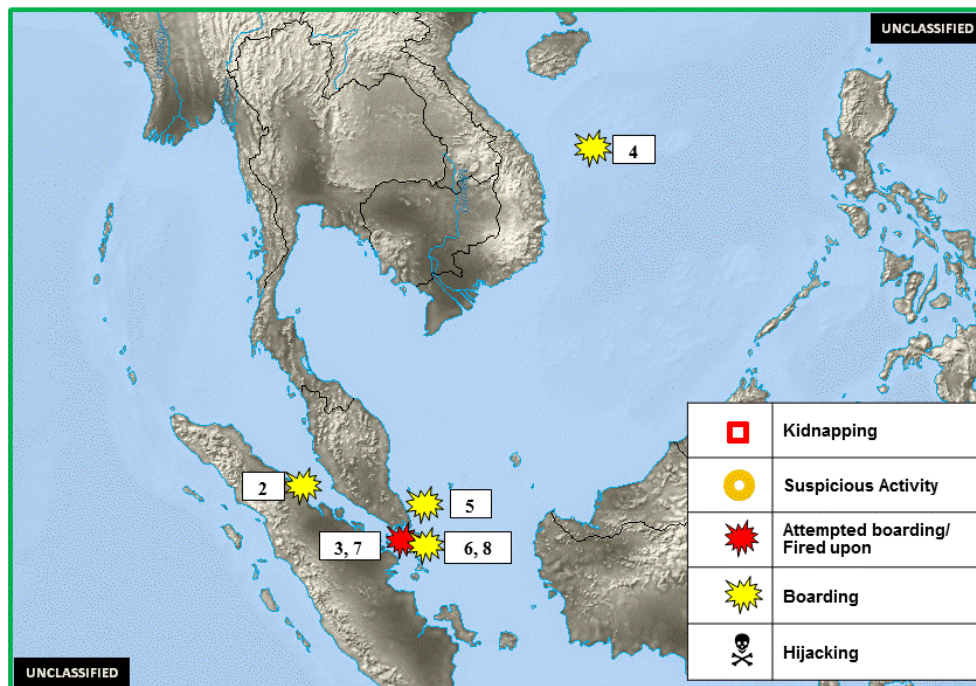 UNCLASSIFIED
4
2
5
3, 7
6, 8
Kidnapping
Suspicious Activity
Attempted boarding/
Fired upon
Boarding
Hijacking
UNCLASSIFIED